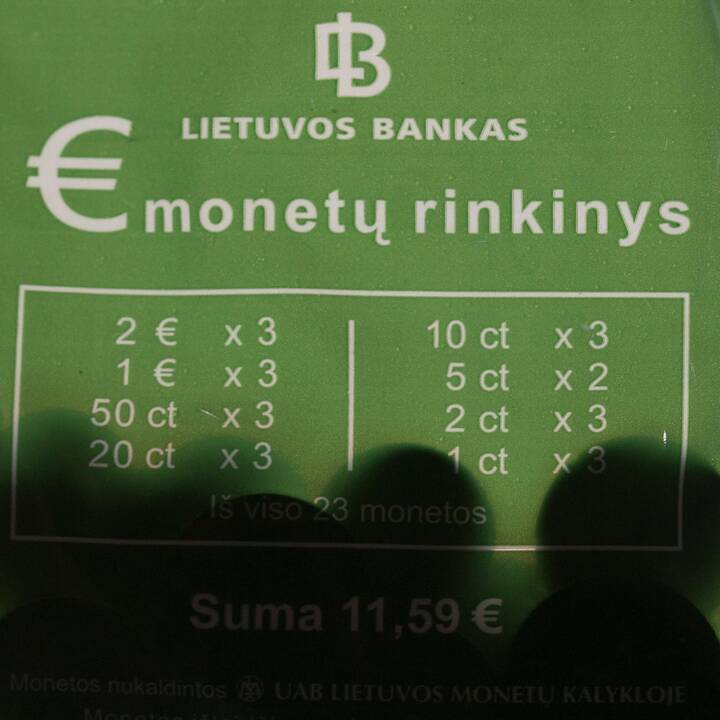 LB
LIETUVOS BANKAS
€ monetų rinkinys
2 € x 3
1 € x 3
50 ct x 3
20 ct x 3
10 ct x 3
5 ct x 2
2 ct x 3
1 ct x 3
Iš viso 23 monetos
Suma 11,59 €
Monetos nukaldintos UAB LIETUVOS MONETŲ KALYKLOJE
Monetos